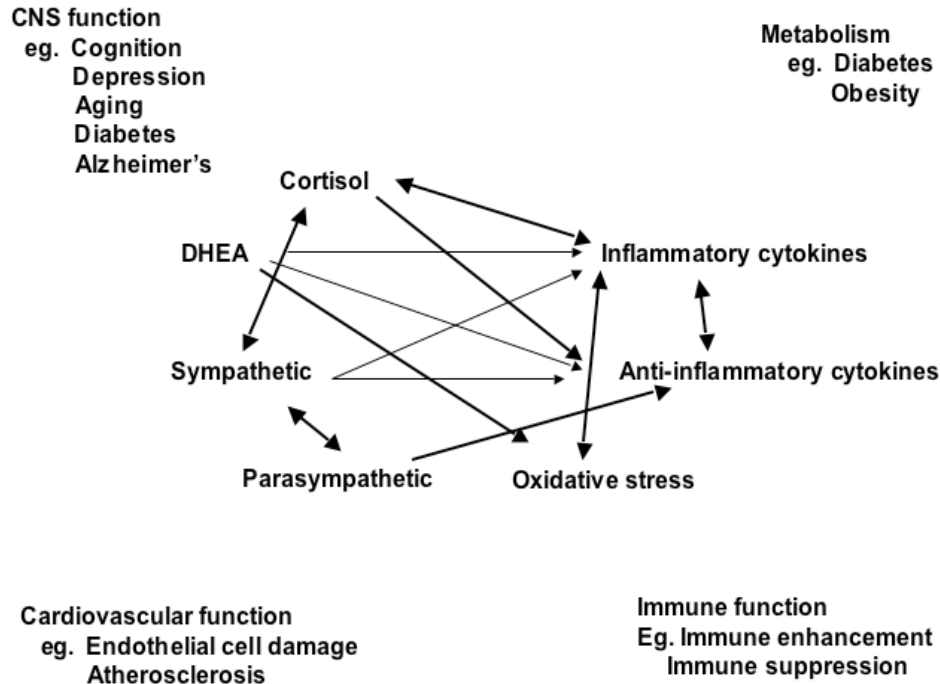 CNS function
eg. Cognition
Depression
Aging
Diabetes
Alzheimer's
Metabolism
eg. Diabetes
Obesity
Cortisol
DHEA
Inflammatory cytokines
Sympathetic
Anti-inflammatory cytokines
Parasympathetic
Oxidative stress
Cardiovascular function
eg. Endothelial cell damage
Atherosclerosis
Immune function
Eg. Immune enhancement
Immune suppression